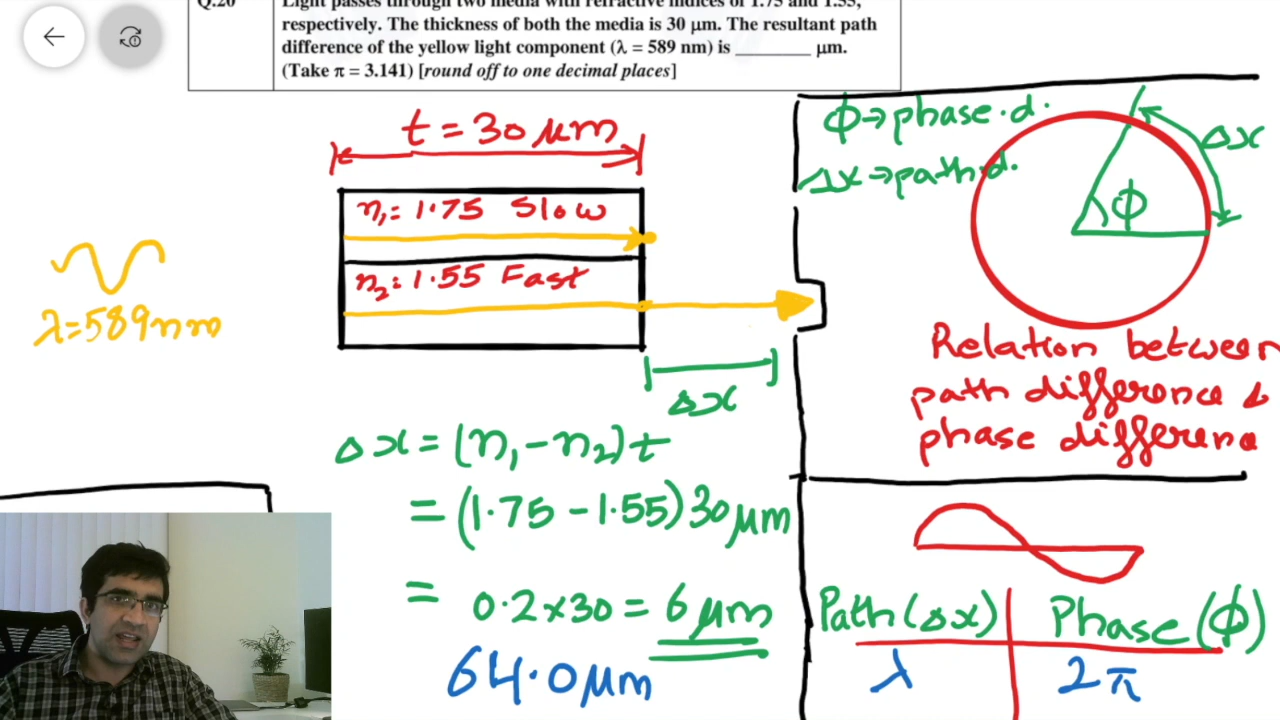 Q.20
Light passes through two media with refractive indices of 1.75 and 1.55,
respectively. The thickness of both the media is 30 μm. The resultant path
difference of the yellow light component (λ = 589 nm) is ________ μm.
(Take π = 3.141) [round off to one decimal places]
t = 30 μm
n₁ = 1.75 Slow
n₂ = 1.55 Fast
λ = 589 nm
Δx
Δx = (n₁ - n₂) t
= (1.75 - 1.55) 30 μm
= 0.2 x 30 = 6 μm
64.0 μm
ϕ → phase. d.
Δx → path. d.
Δx
ϕ
Relation between
path difference &
phase differenc
Path (Δx) Phase (ϕ)
λ 2π